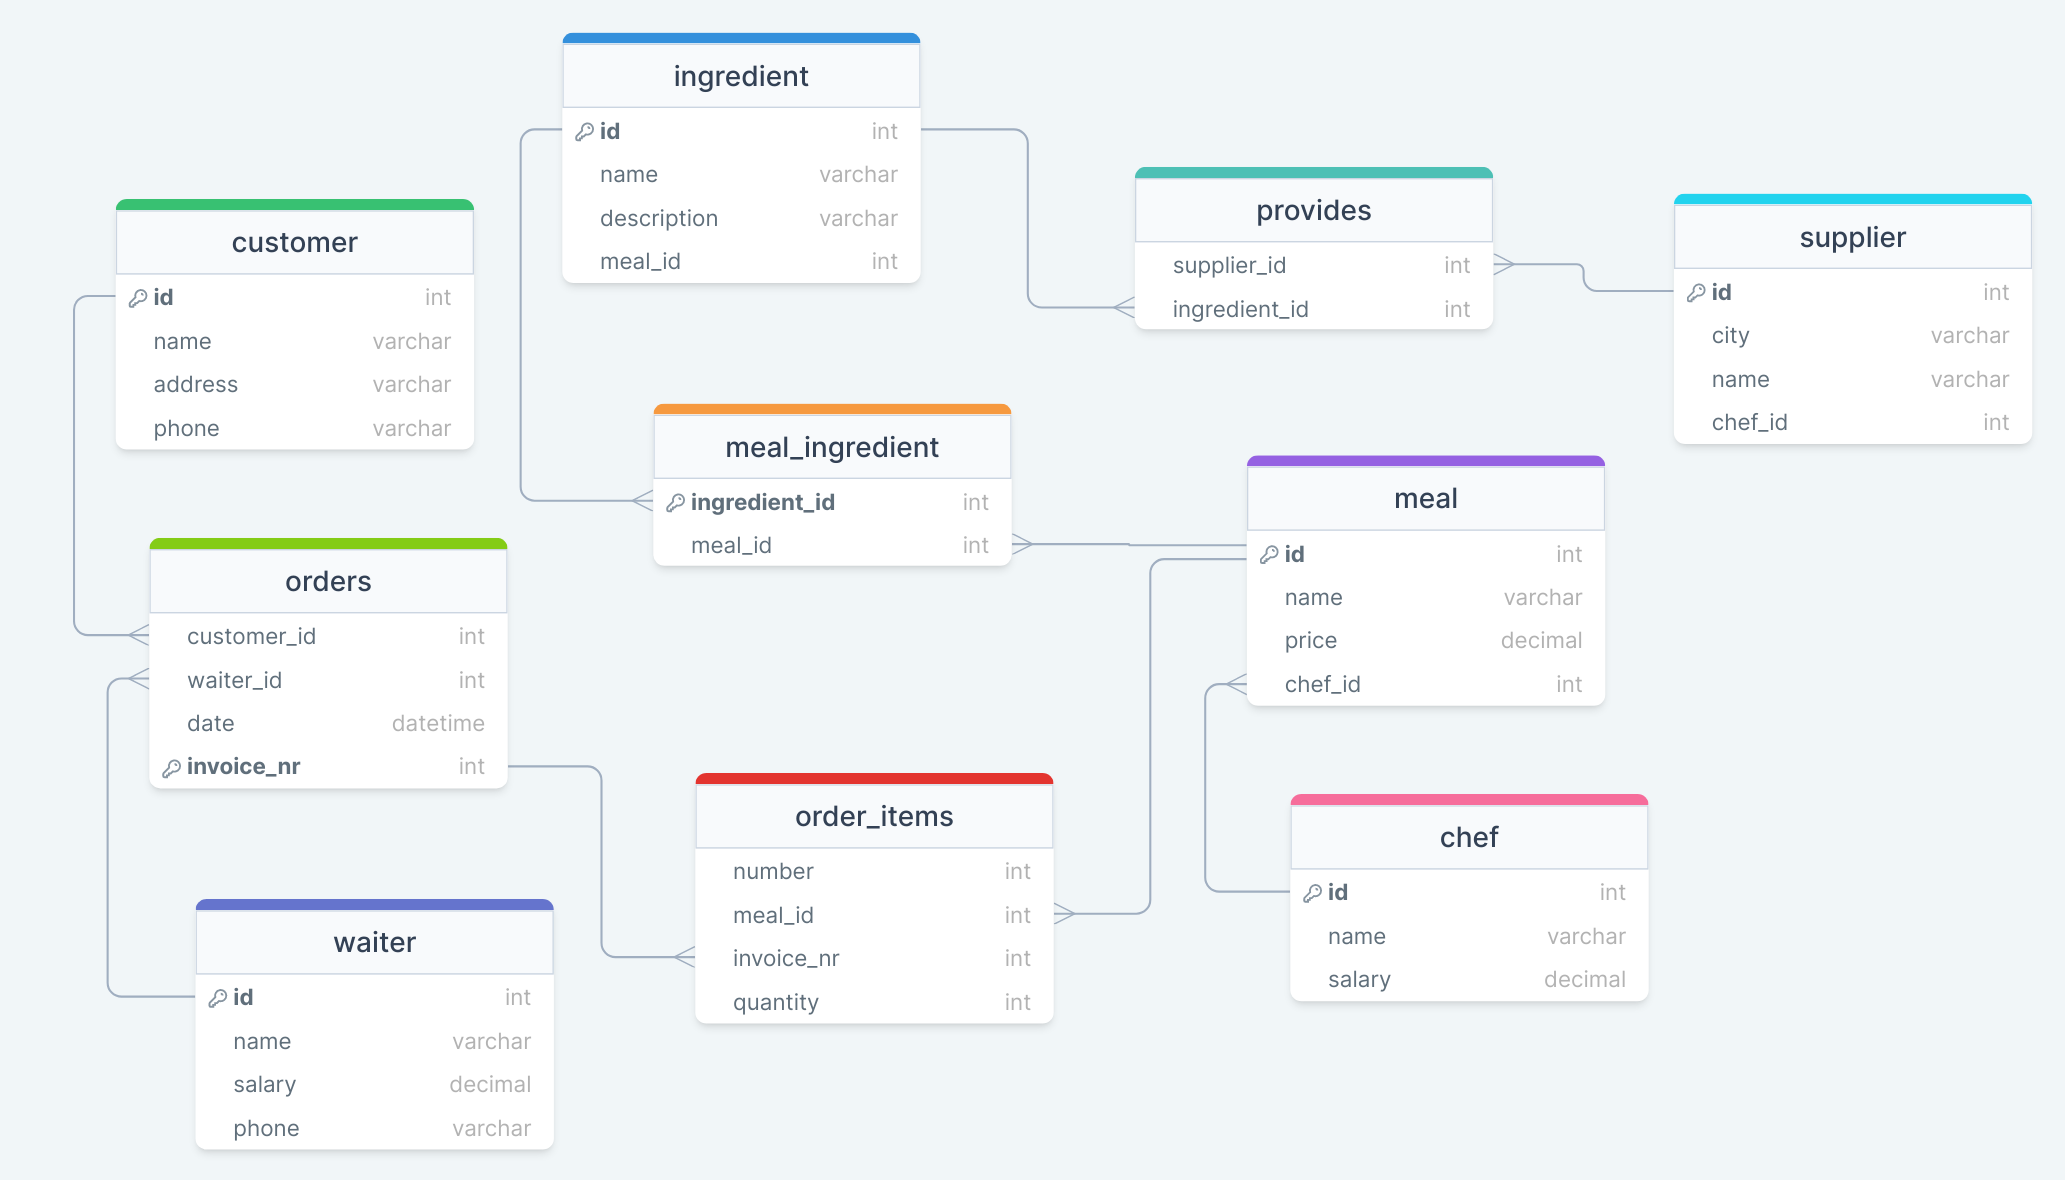 ingredient
id int
name varchar
description varchar
meal_id int
provides
supplier_id int
ingredient_id int
supplier
id int
city varchar
name varchar
chef_id int
customer
id int
name varchar
address varchar
phone varchar
meal_ingredient
ingredient_id int
meal_id int
meal
id int
name varchar
price decimal
chef_id int
orders
customer_id int
waiter_id int
date datetime
invoice_nr int
order_items
number int
meal_id int
invoice_nr int
quantity int
chef
id int
name varchar
salary decimal
waiter
id int
name varchar
salary decimal
phone varchar